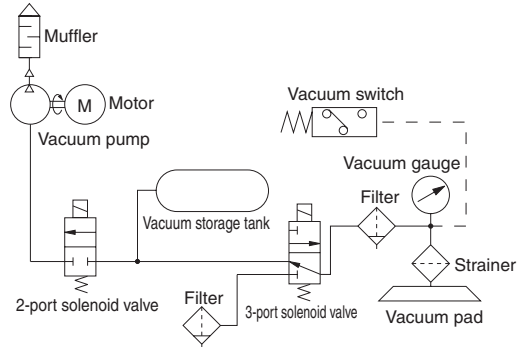 Muffler
M
Motor
Vacuum pump
Vacuum switch
Vacuum gauge
Vacuum storage tank
Filter
Strainer
2-port solenoid valve
Filter
3-port solenoid valve
Vacuum pad